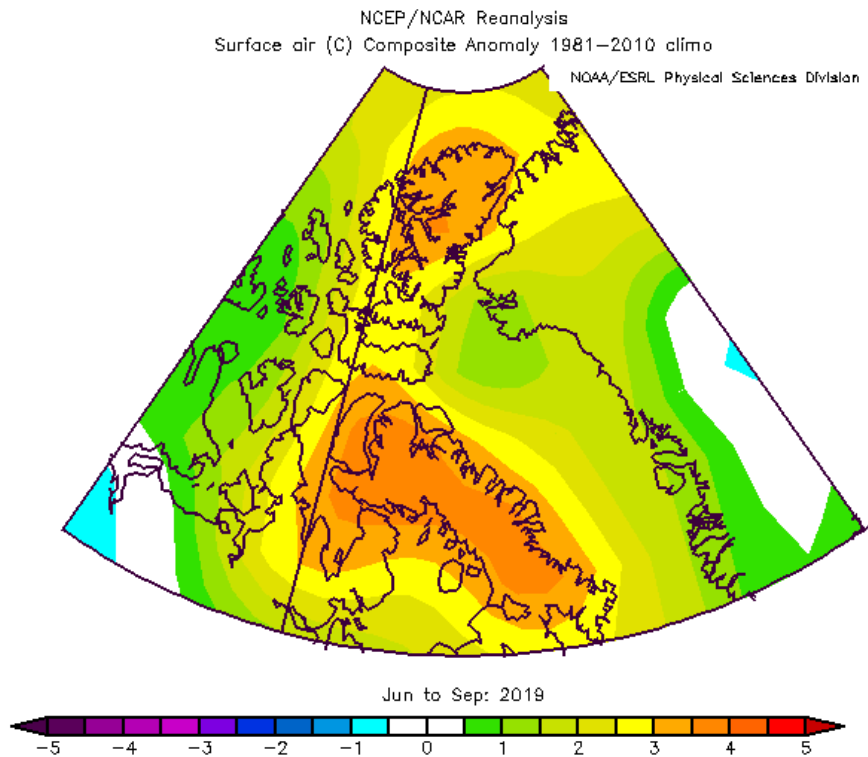 NCEP/NCAR Reanalysis
Surface air (C) Composite Anomaly 1981-2010 climo
NOAA/ESRL Physical Sciences Division
Jun to Sep: 2019
-5 -4 -3 -2 -1 0 1 2 3 4 5